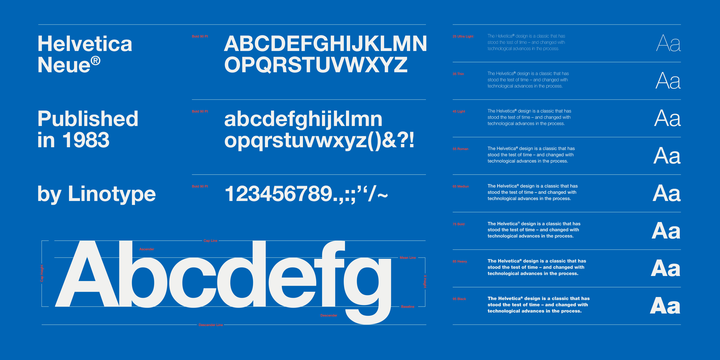 Helvetica
Neue®
ABCDEFGHIJKLMN
OPQRSTUVWXYZ
Published
in 1983
abcdefghijklmn
opqrstuvwxyz()&?!
by Linotype
123456789.,:;’‘/~
Abcdefg
The Helvetica® design is a classic that has
stood the test of time – and changed with
technological advances in the process.
Aa
The Helvetica® design is a classic that has
stood the test of time – and changed with
technological advances in the process.
Aa
The Helvetica® design is a classic that has
stood the test of time – and changed with
technological advances in the process.
Aa
The Helvetica® design is a classic that has
stood the test of time – and changed with
technological advances in the process.
Aa
The Helvetica® design is a classic that has
stood the test of time – and changed with
technological advances in the process.
Aa
The Helvetica® design is a classic that has
stood the test of time – and changed with
technological advances in the process.
Aa
The Helvetica® design is a classic that has
stood the test of time – and changed with
technological advances in the process.
Aa
The Helvetica® design is a classic that has
stood the test of time – and changed with
technological advances in the process.
Aa